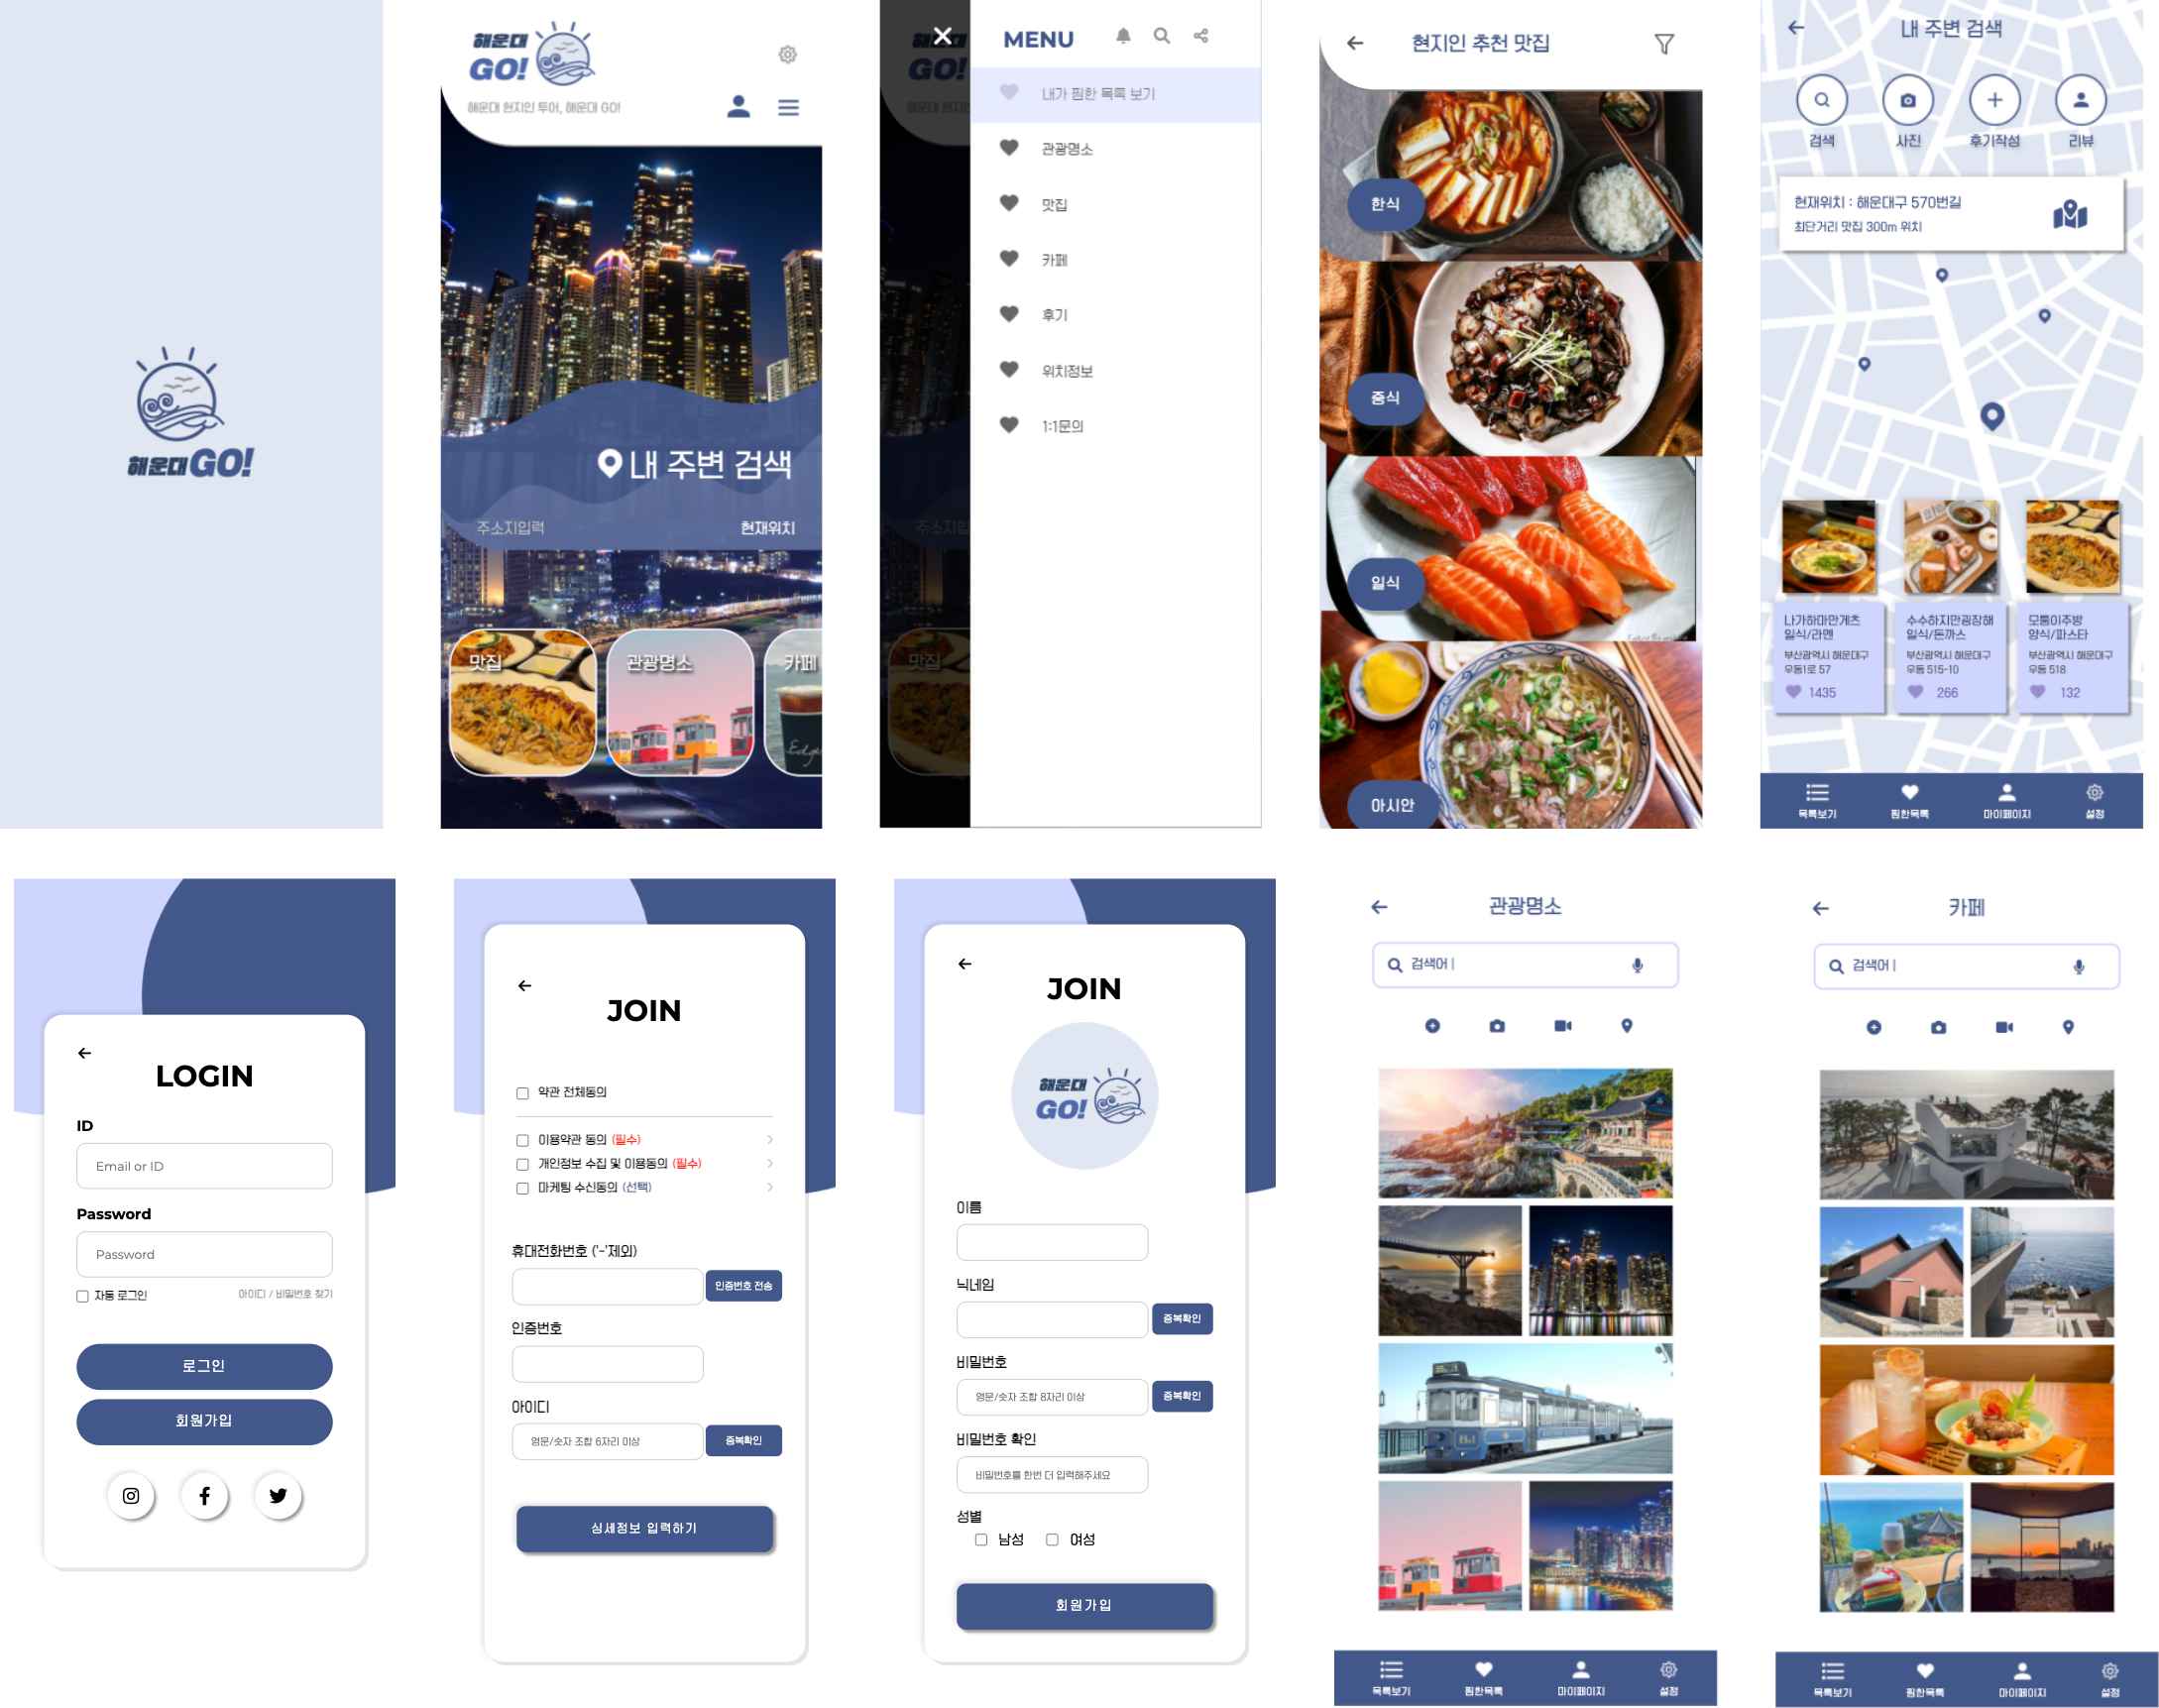 해운대 GO!
해운대
GO!
해운대 현지인 투어, 해운대 GO!
내 주변 검색
주소지입력
현재위치
맛집
관광명소
카페
MENU
내가 찜한 목록 보기
관광명소
맛집
카페
후기
위치정보
1:1문의
현지인 추천 맛집
한식
중식
일식
아시안
내 주변 검색
검색
사진
후기작성
리뷰
현재위치 : 해운대구 570번길
최단거리 맛집 300m 위치
나가하마만게츠
일식/라멘
부산광역시 해운대구
우동1로 57
1435
수수하지만굉장해
일식/돈까스
부산광역시 해운대구
우동 515-10
266
모퉁이주방
양식/파스타
부산광역시 해운대구
우동 518
132
목록보기
찜한목록
마이페이지
설정
LOGIN
ID
Email or ID
Password
Password
자동 로그인
아이디 / 비밀번호 찾기
로그인
회원가입
JOIN
약관 전체동의
이용약관 동의 (필수)
개인정보 수집 및 이용동의 (필수)
마케팅 수신동의 (선택)
휴대전화번호 ('-'제외)
인증번호 전송
인증번호
아이디
영문/숫자 조합 6자리 이상
중복확인
상세정보 입력하기
JOIN
해운대
GO!
이름
닉네임
중복확인
비밀번호
영문/숫자 조합 8자리 이상
중복확인
비밀번호 확인
비밀번호를 한번 더 입력해주세요
성별
남성
여성
회원가입
관광명소
검색어 |
목록보기
찜한목록
마이페이지
설정
카페
검색어 |
목록보기
찜한목록
마이페이지
설정